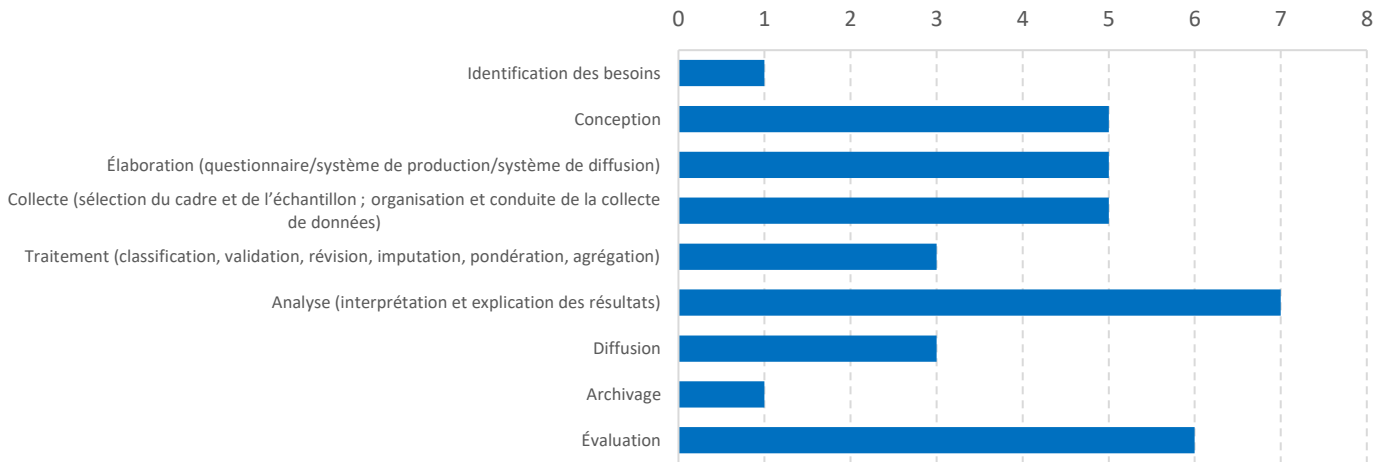 0 1 2 3 4 5 6 7 8
Identification des besoins
Conception
Élaboration (questionnaire/système de production/système de diffusion)
Collecte (sélection du cadre et de l’échantillon ; organisation et conduite de la collecte
de données)
Traitement (classification, validation, révision, imputation, pondération, agrégation)
Analyse (interprétation et explication des résultats)
Diffusion
Archivage
Évaluation